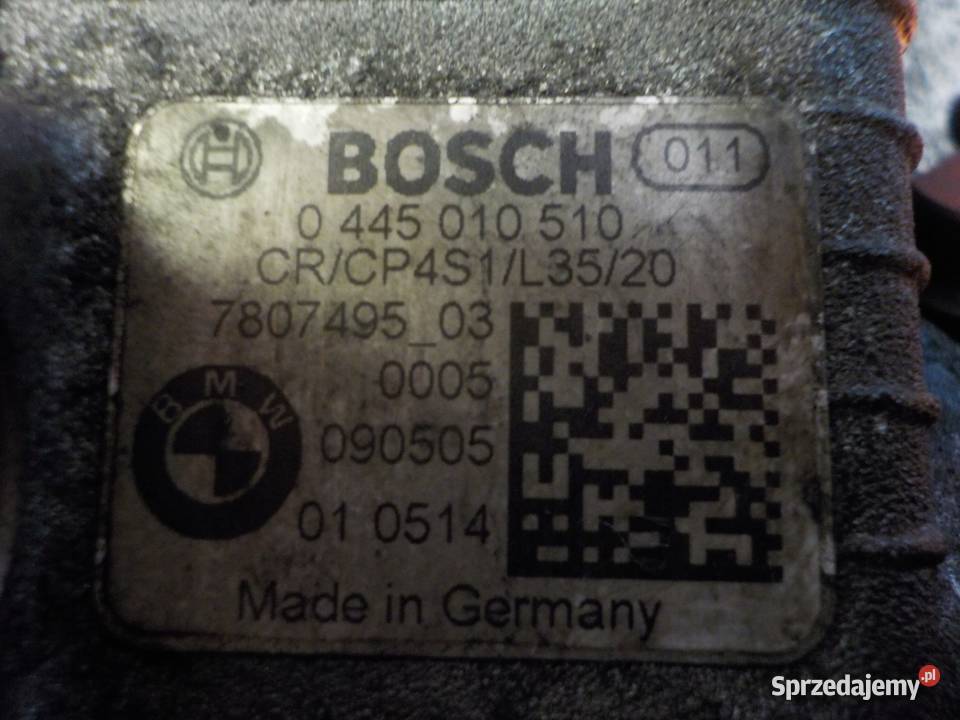 BOSCH 011
0 445 010 510
CR/CP4S1/L35/20
7807495_03
0005
BMW
090505
01 0514
Made in Germany
Sprzedajemy.pl